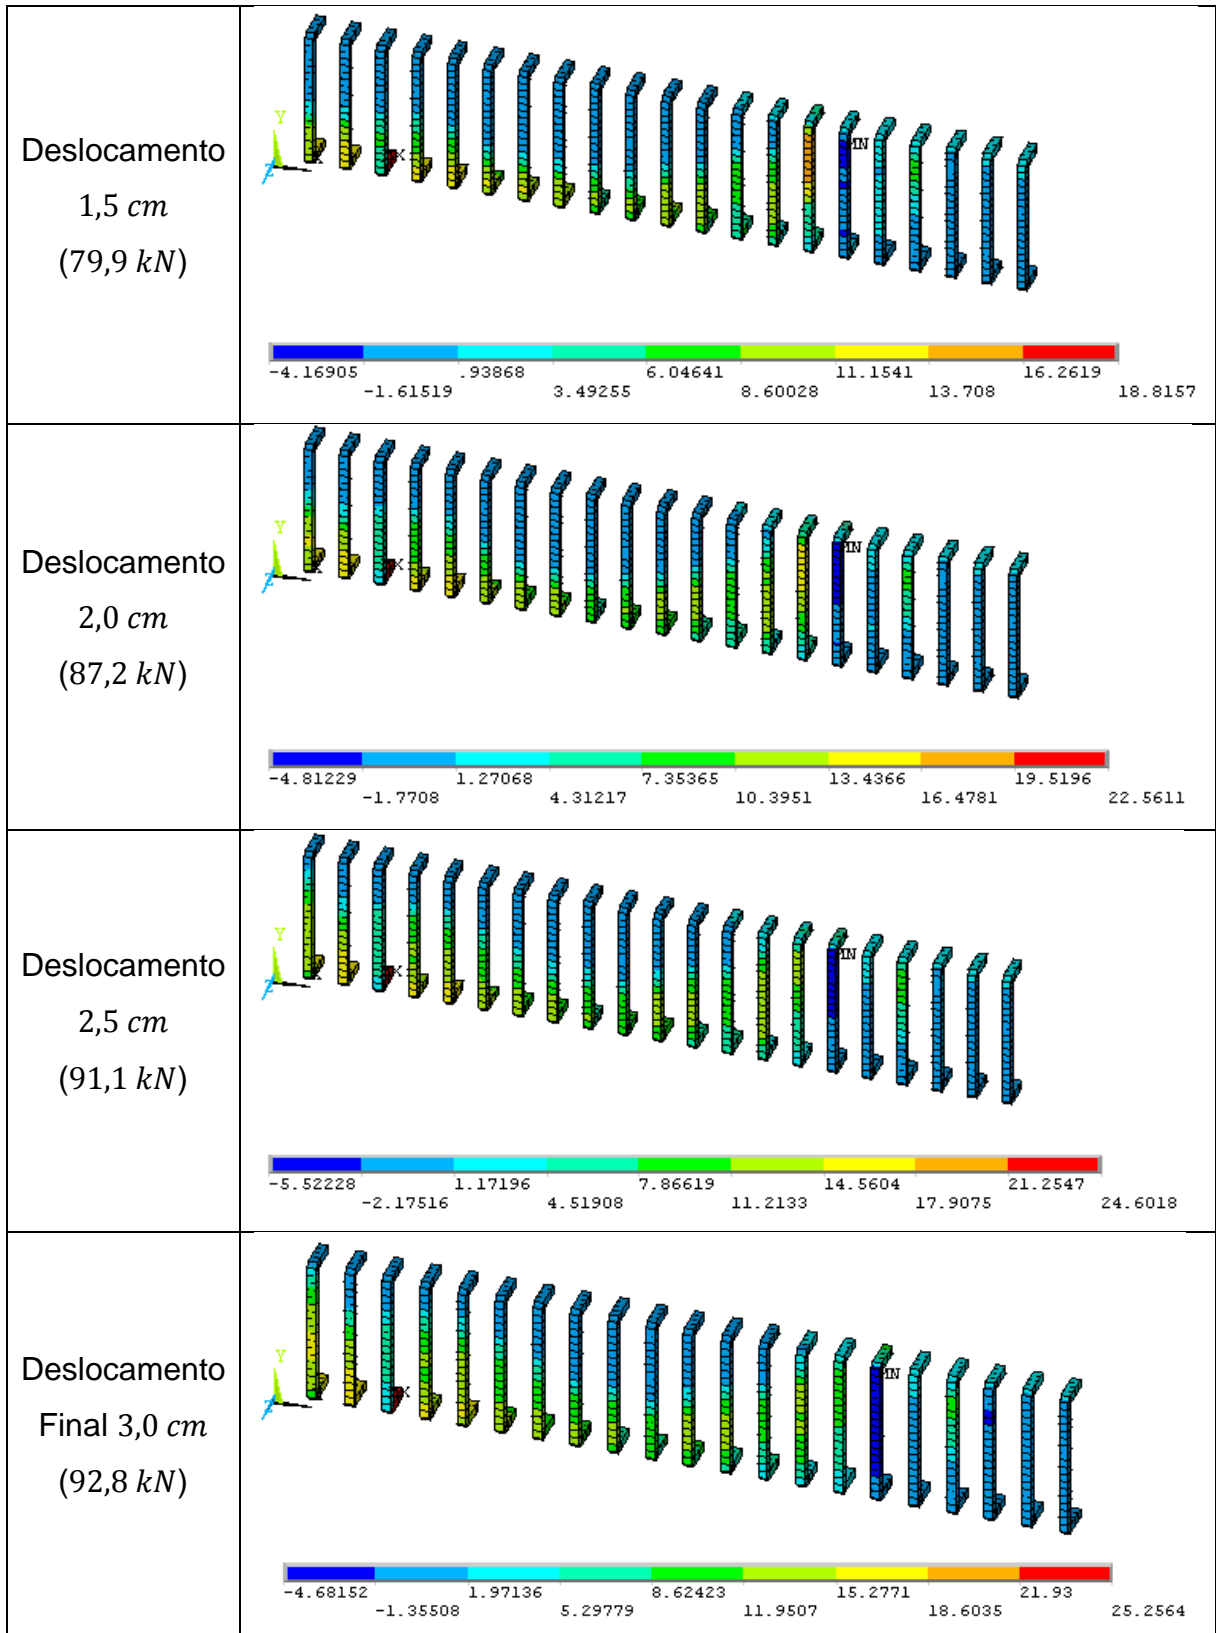 Deslocamento
1,5 cm
(79,9 kN)
Y
Z
X
X
MN
-4.16905 .93868 6.04641 11.1541 16.2619
-1.61519 3.49255 8.60028 13.708 18.8157
Deslocamento
2,0 cm
(87,2 kN)
Y
Z
X
X
MN
-4.81229 1.27068 7.35365 13.4366 19.5196
-1.7708 4.31217 10.3951 16.4781 22.5611
Deslocamento
2,5 cm
(91,1 kN)
Y
Z
X
X
MN
-5.52228 1.17196 7.86619 14.5604 21.2547
-2.17516 4.51908 11.2133 17.9075 24.6018
Deslocamento
Final 3,0 cm
(92,8 kN)
Y
Z
X
X
MN
-4.68152 1.97136 8.62423 15.2771 21.93
-1.35508 5.29779 11.9507 18.6035 25.2564